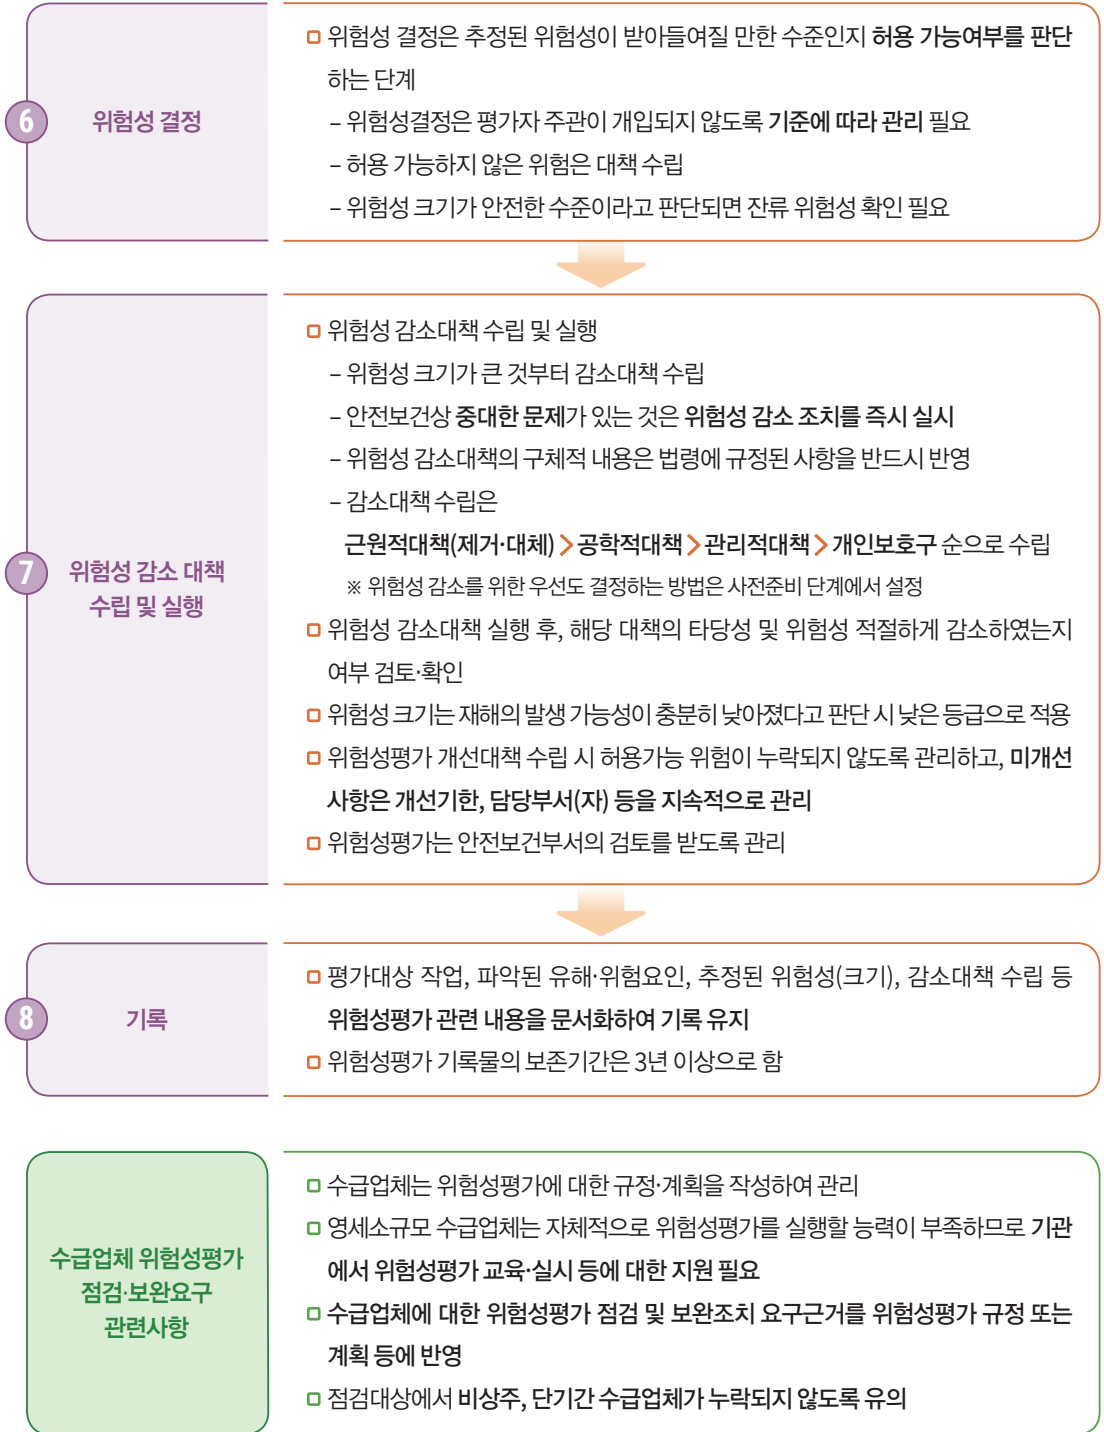 6
위험성 결정
위험성 결정은 추정된 위험성이 받아들여질 만한 수준인지 허용 가능여부를 판단
하는 단계
– 위험성결정은 평가자 주관이 개입되지 않도록 기준에 따라 관리 필요
– 허용 가능하지 않은 위험은 대책 수립
– 위험성 크기가 안전한 수준이라고 판단되면 잔류 위험성 확인 필요
7
위험성 감소 대책
수립 및 실행
위험성 감소대책 수립 및 실행
– 위험성 크기가 큰 것부터 감소대책 수립
– 안전보건상 중대한 문제가 있는 것은 위험성 감소 조치를 즉시 실시
– 위험성 감소대책의 구체적 내용은 법령에 규정된 사항을 반드시 반영
– 감소대책 수립은
근원적대책(제거·대체) > 공학적대책 > 관리적대책 > 개인보호구 순으로 수립
※ 위험성 감소를 위한 우선도 결정하는 방법은 사전준비 단계에서 설정
위험성 감소대책 실행 후, 해당 대책의 타당성 및 위험성 적절하게 감소하였는지
여부 검토·확인
위험성 크기는 재해의 발생 가능성이 충분히 낮아졌다고 판단 시 낮은 등급으로 적용
위험성평가 개선대책 수립 시 허용가능 위험이 누락되지 않도록 관리하고, 미개선
사항은 개선기한, 담당부서(자) 등을 지속적으로 관리
위험성평가는 안전보건부서의 검토를 받도록 관리
8
기록
평가대상 작업, 파악된 유해·위험요인, 추정된 위험성(크기), 감소대책 수립 등
위험성평가 관련 내용을 문서화하여 기록 유지
위험성평가 기록물의 보존기간은 3년 이상으로 함
수급업체 위험성평가
점검·보완요구
관련사항
수급업체는 위험성평가에 대한 규정·계획을 작성하여 관리
영세소규모 수급업체는 자체적으로 위험성평가를 실행할 능력이 부족하므로 기관
에서 위험성평가 교육·실시 등에 대한 지원 필요
수급업체에 대한 위험성평가 점검 및 보완조치 요구근거를 위험성평가 규정 또는
계획 등에 반영
점검대상에서 비상주, 단기간 수급업체가 누락되지 않도록 유의